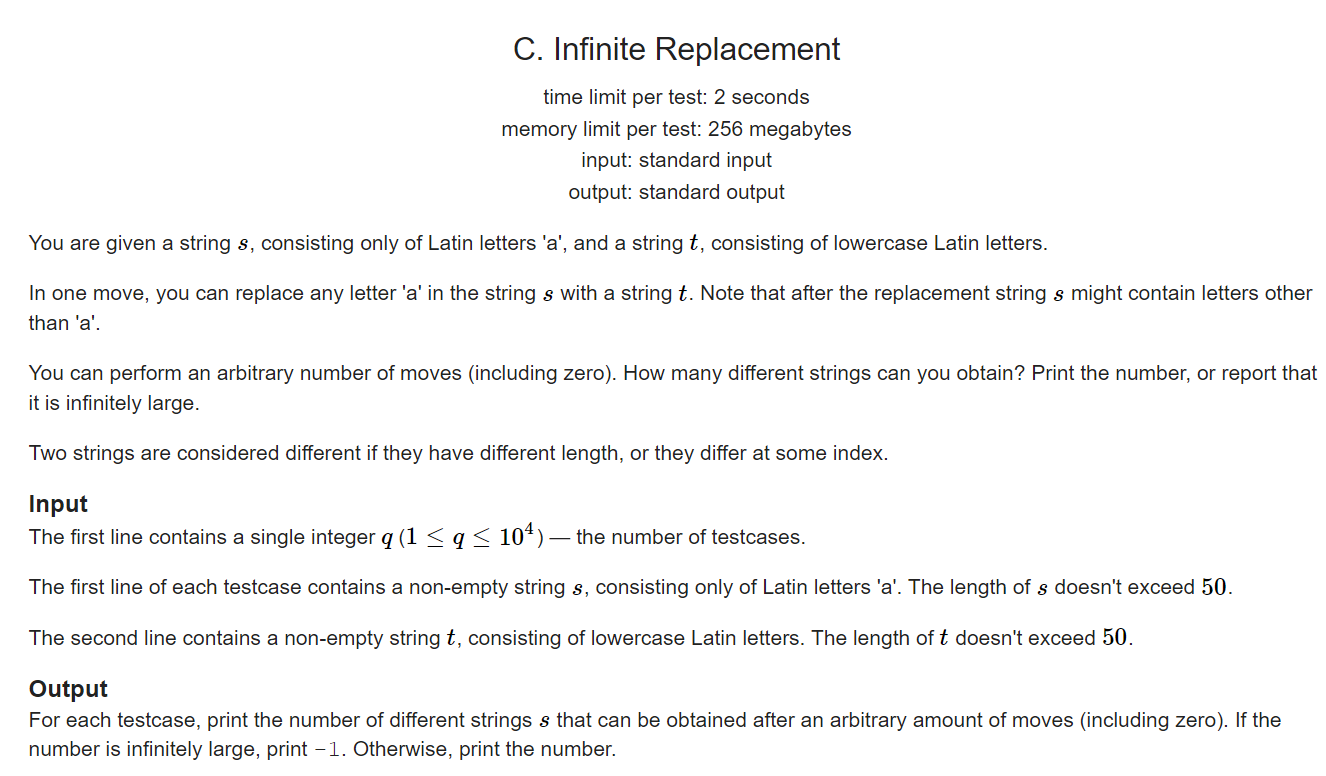 C. Infinite Replacement
time limit per test: 2 seconds
memory limit per test: 256 megabytes
input: standard input
output: standard output
You are given a string s, consisting only of Latin letters 'a', and a string t, consisting of lowercase Latin letters.
In one move, you can replace any letter 'a' in the string s with a string t. Note that after the replacement string s might contain letters other
than 'a'.
You can perform an arbitrary number of moves (including zero). How many different strings can you obtain? Print the number, or report that
it is infinitely large.
Two strings are considered different if they have different length, or they differ at some index.
Input
The first line contains a single integer q (1 ≤ q ≤ 10⁴) — the number of testcases.
The first line of each testcase contains a non-empty string s, consisting only of Latin letters 'a'. The length of s doesn't exceed 50.
The second line contains a non-empty string t, consisting of lowercase Latin letters. The length of t doesn't exceed 50.
Output
For each testcase, print the number of different strings s that can be obtained after an arbitrary amount of moves (including zero). If the
number is infinitely large, print −1. Otherwise, print the number.